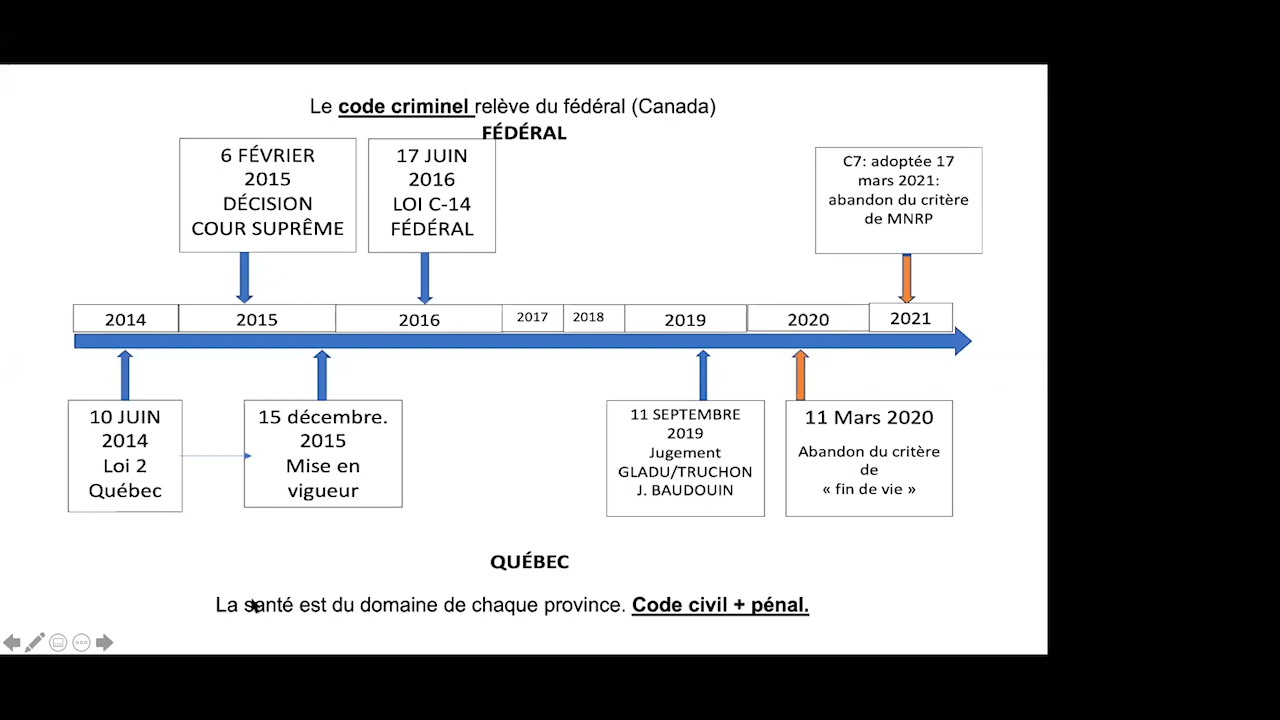 Le code criminel relève du fédéral (Canada)
FÉDÉRAL
6 FÉVRIER
2015
DÉCISION
COUR SUPRÊME
17 JUIN
2016
LOI C-14
FÉDÉRAL
C7: adoptée 17
mars 2021:
abandon du critère
de MNRP
2014
2015
2016
2017
2018
2019
2020
2021
10 JUIN
2014
Loi 2
Québec
15 décembre.
2015
Mise en
vigueur
11 SEPTEMBRE
2019
Jugement
GLADU/TRUCHON
J. BAUDOUIN
11 Mars 2020
Abandon du critère
de
« fin de vie »
QUÉBEC
La santé est du domaine de chaque province. Code civil + pénal.